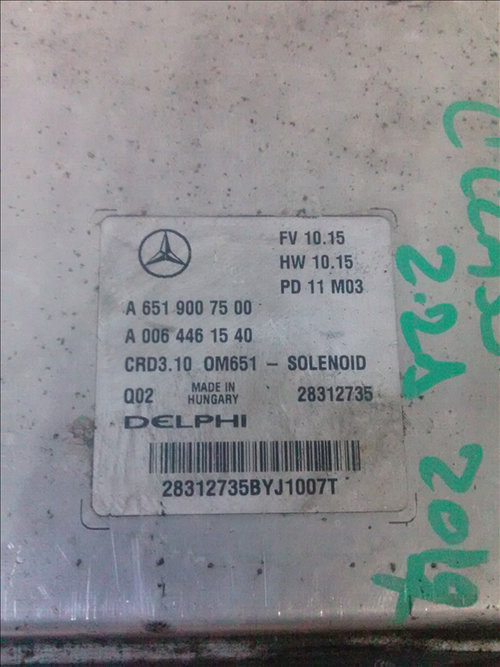 FV 10.15
HW 10.15
PD 11 M03
A 651 900 75 00
A 006 446 15 40
CRD3.10 OM651 - SOLENOID
Q02 MADE IN HUNGARY 28312735
DELPHI
28312735BYJ1007T
2.2